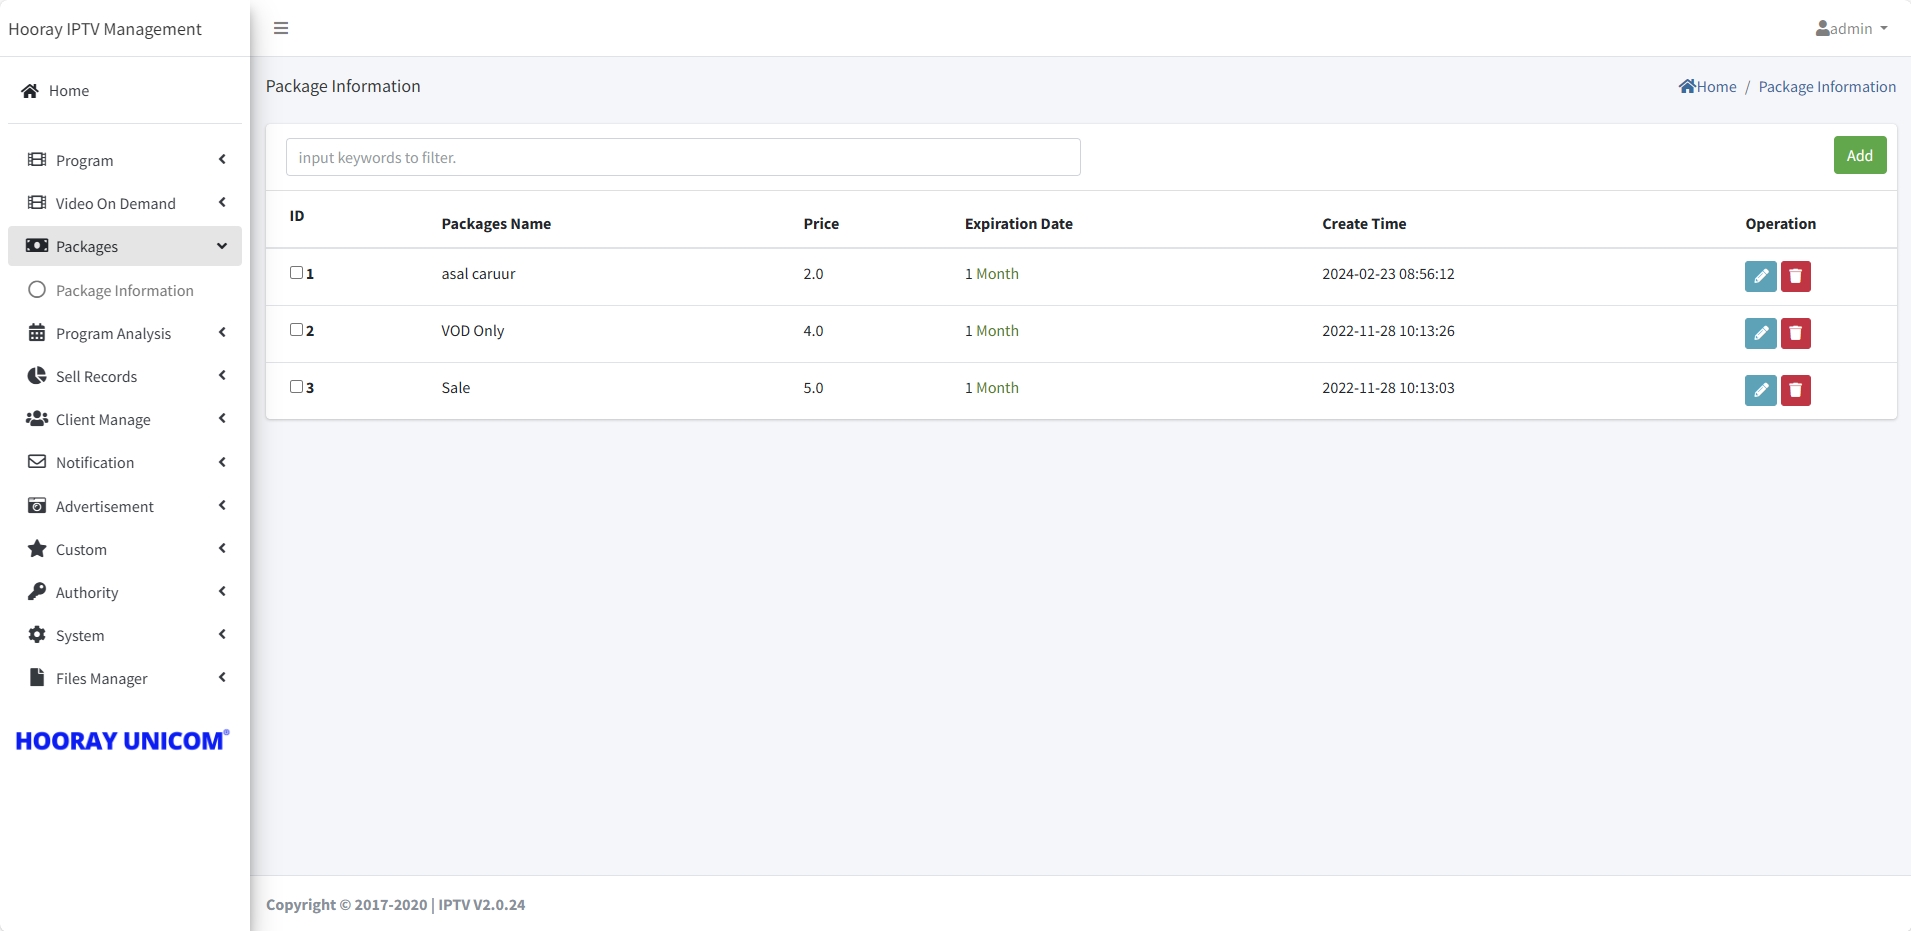 Hooray IPTV Management
admin
Home
Program
Video On Demand
Packages
Package Information
Program Analysis
Sell Records
Client Manage
Notification
Advertisement
Custom
Authority
System
Files Manager
HOORAY UNICOM®
Package Information
Home / Package Information
input keywords to filter.
Add
ID Packages Name Price Expiration Date Create Time Operation
1 asal caruur 2.0 1 Month 2024-02-23 08:56:12
2 VOD Only 4.0 1 Month 2022-11-28 10:13:26
3 Sale 5.0 1 Month 2022-11-28 10:13:03
Copyright © 2017-2020 | IPTV V2.0.24